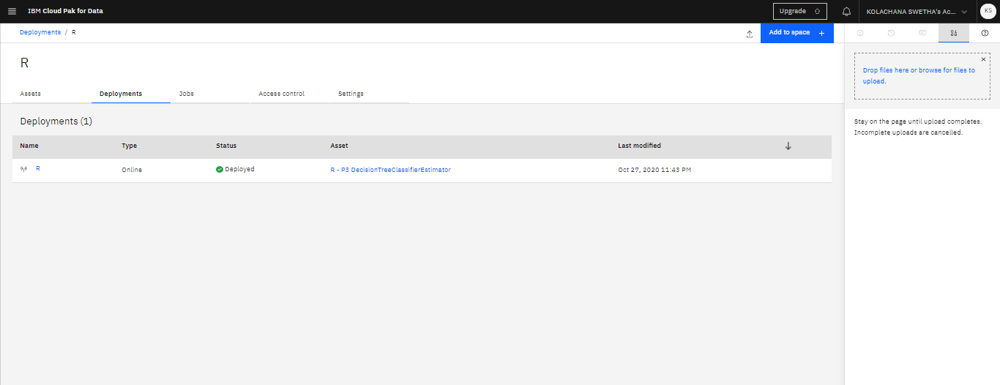 IBM Cloud Pak for Data
Upgrade
KOLACHANA SWETHA's Ac...
KS
Deployments / R
Add to space +
R
Assets
Deployments
Jobs
Access control
Settings
Drop files here or browse for files to
upload.
Stay on the page until upload completes.
Incomplete uploads are cancelled.
Deployments (1)
Name Type Status Asset Last modified
R Online Deployed R - P3 DecisionTreeClassifierEstimator Oct 27, 2020 11:43 PM